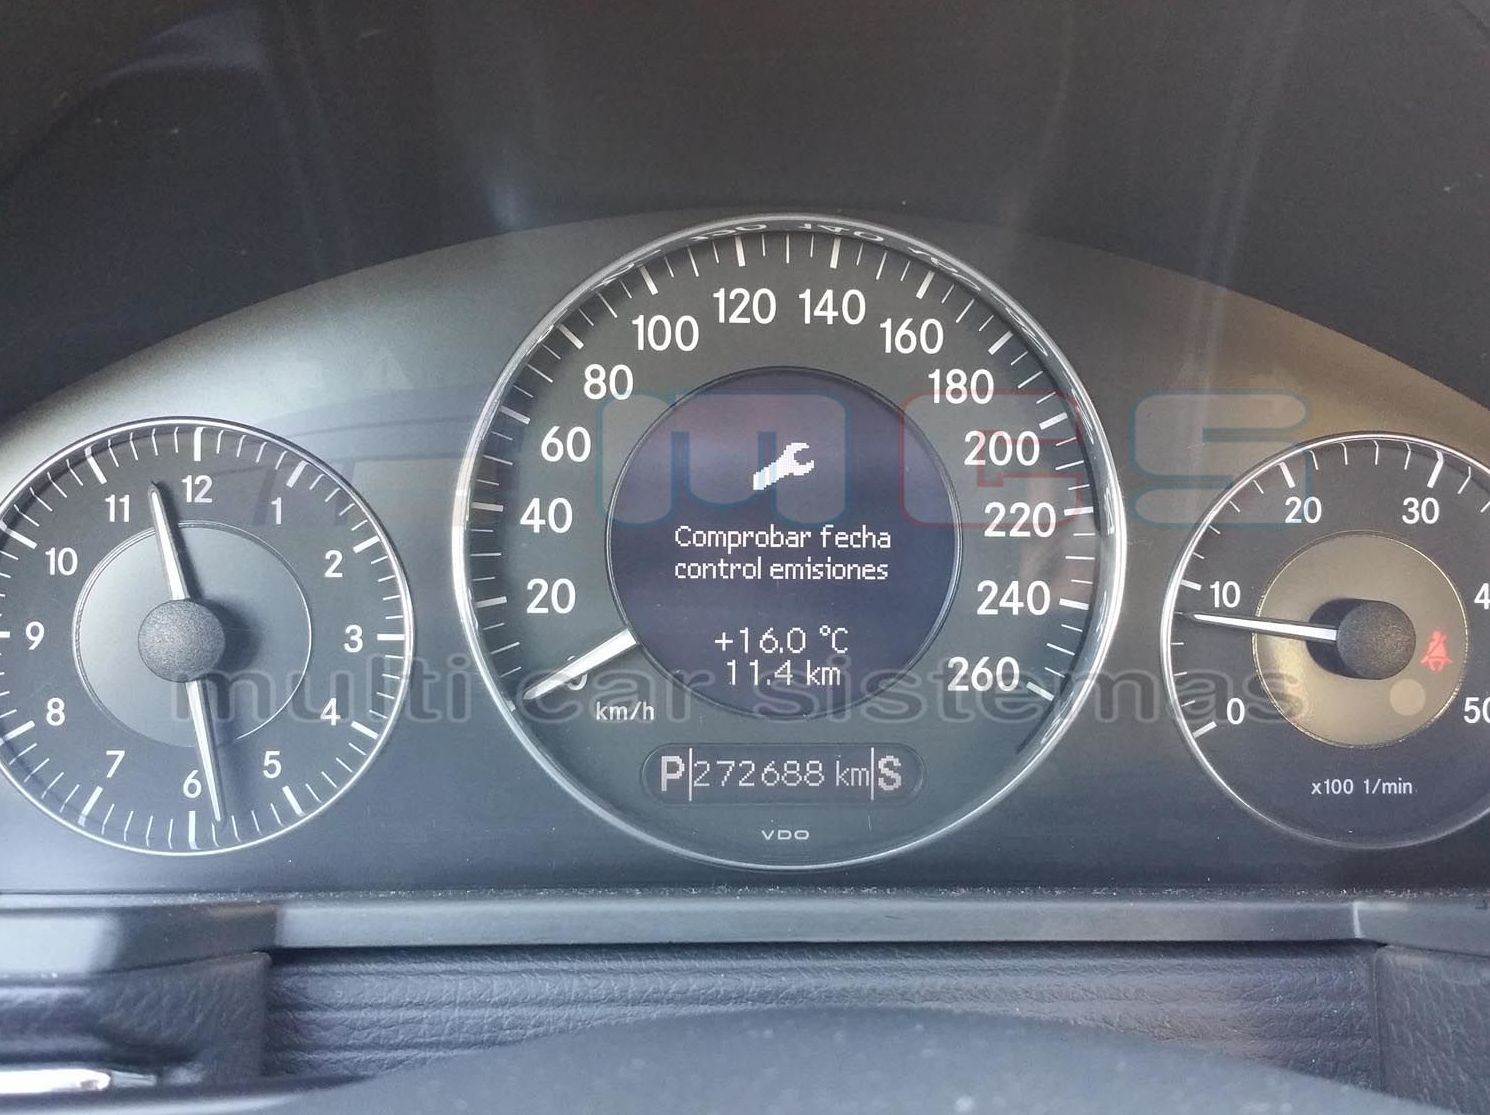 120 140
100 160
80 180
60 200
40 220
20 240
0 260
km/h
Comprobar fecha
control emisiones
+16.0 °C
11.4 km
P 272688 km S
VDO
12
11 1
10 2
9 3
8 4
7 5
6
20 30
10
0 50
x100 1/min
MCS
multi car sistemas